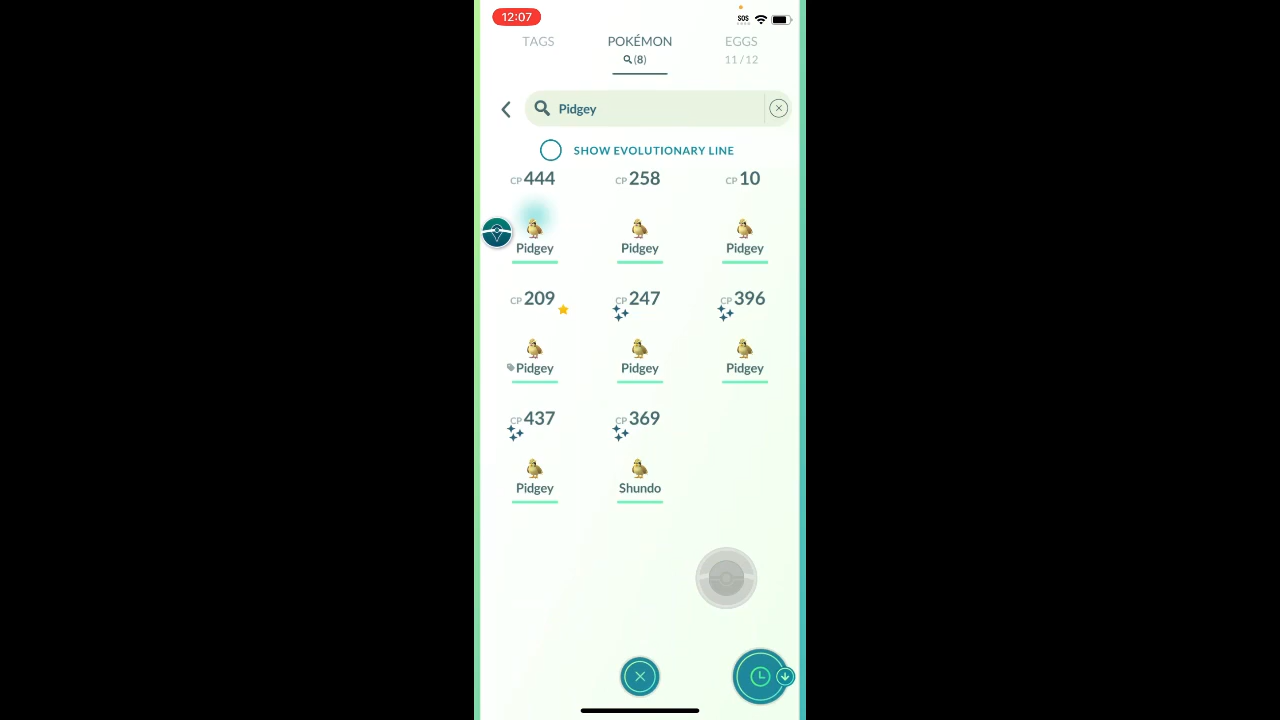 12:07
SOS
TAGS
POKÉMON
EGGS
(8)
11 / 12
Pidgey
SHOW EVOLUTIONARY LINE
CP 444
CP 258
CP 10
Pidgey
Pidgey
Pidgey
CP 209
CP 247
CP 396
Pidgey
Pidgey
Pidgey
CP 437
CP 369
Pidgey
Shundo